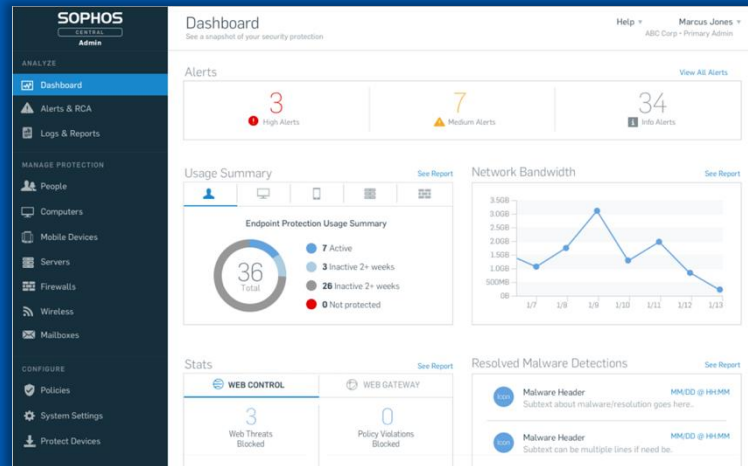 SOPHOS
CENTRAL
Admin
ANALYZE
Dashboard
Alerts & RCA
Logs & Reports
MANAGE PROTECTION
People
Computers
Mobile Devices
Servers
Firewalls
Wireless
Mailboxes
CONFIGURE
Policies
System Settings
Protect Devices
Dashboard
See a snapshot of your security protection
Help
Marcus Jones
ABC Corp • Primary Admin
Alerts
View All Alerts
3
High Alerts
7
Medium Alerts
34
Info Alerts
Usage Summary
See Report
Endpoint Protection Usage Summary
36
Total
7 Active
3 Inactive 2+ weeks
26 Inactive 2+ weeks
0 Not protected
Network Bandwidth
See Report
3.5GB
3.0GB
2.5GB
2.0GB
1.5GB
1.0GB
500MB
0B
1/7 1/8 1/9 1/10 1/11 1/12 1/13
Stats
See Report
WEB CONTROL
WEB GATEWAY
3
Web Threats
Blocked
0
Policy Violations
Blocked
Resolved Malware Detections
See Report
Icon
Malware Header
MM/DD @ HH:MM
Subtext about malware/resolution goes here.
Icon
Malware Header
MM/DD @ HH:MM
Subtext can be multiple lines if need be.